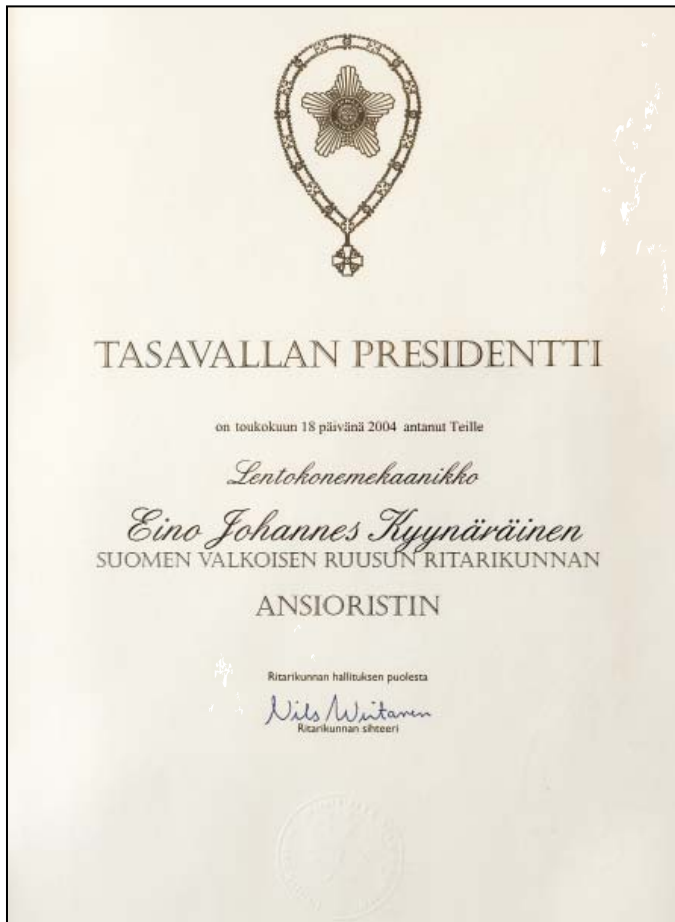 TASAVALLAN PRESIDENTTI
on toukokuun 18 päivänä 2004 antanut Teille
Lentokonemekaanikko
Eino Johannes Kyynäräinen
SUOMEN VALKOISEN RUUSUN RITARIKUNNAN
ANSIORISTIN
Ritarikunnan hallituksen puolesta
Nils Wirtanen
Ritarikunnan sihteeri